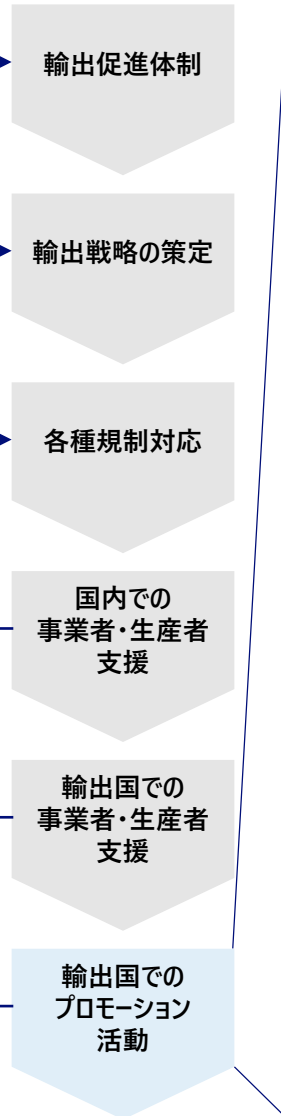 輸出促進体制
輸出戦略の策定
各種規制対応
国内での
事業者・生産者
支援
輸出国での
事業者・生産者
支援
輸出国での
プロモーション
活動